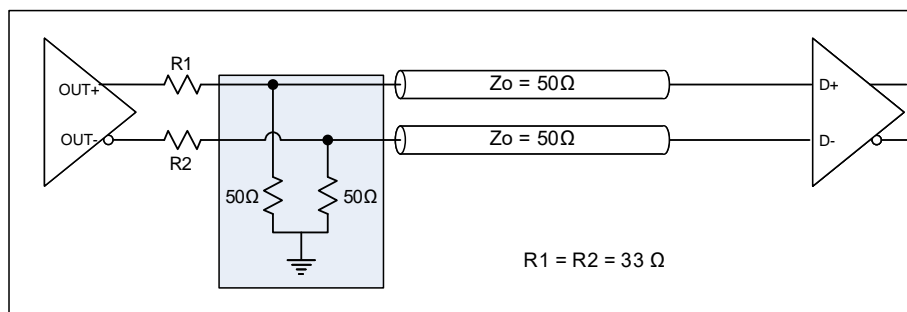 R1
OUT+
Zo = 50Ω
D+
OUT-
Zo = 50Ω
D-
R2
50Ω
50Ω
R1 = R2 = 33 Ω